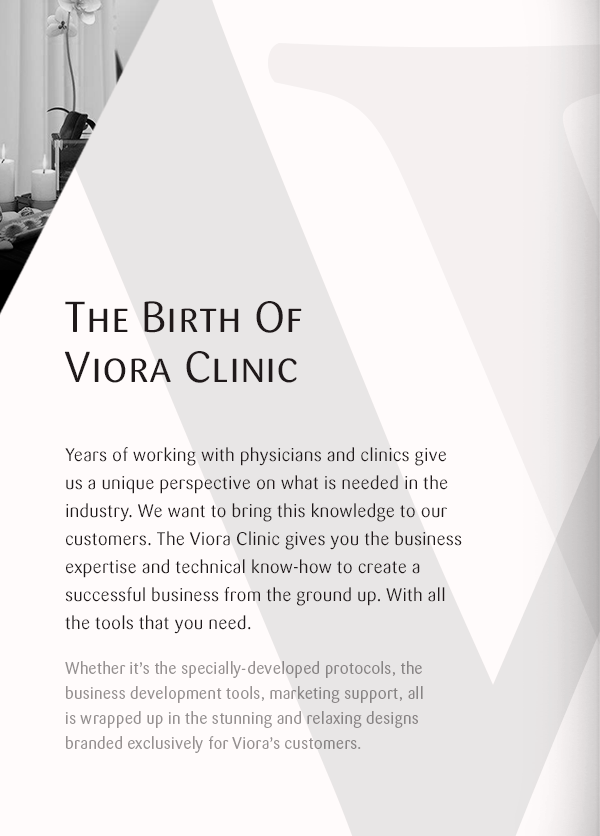 The Birth Of
Viora Clinic
Years of working with physicians and clinics give
us a unique perspective on what is needed in the
industry. We want to bring this knowledge to our
customers. The Viora Clinic gives you the business
expertise and technical know-how to create a
successful business from the ground up. With all
the tools that you need.
Whether it’s the specially-developed protocols, the
business development tools, marketing support, all
is wrapped up in the stunning and relaxing designs
branded exclusively for Viora’s customers.